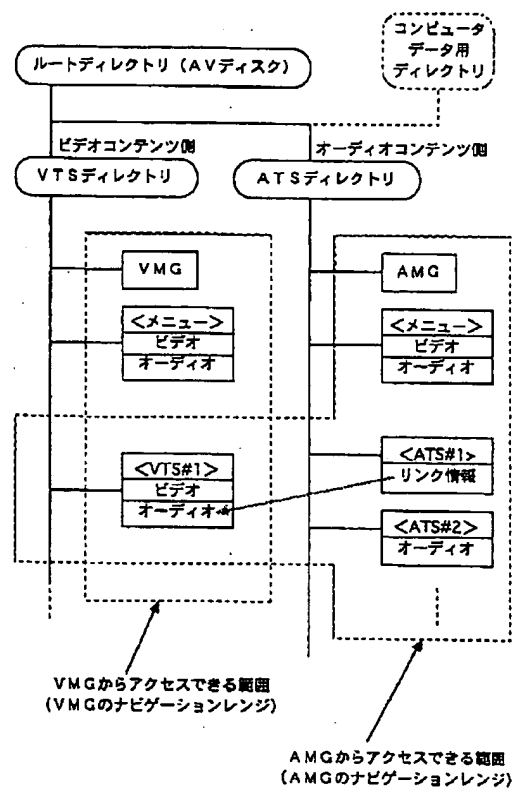 コンピュータ
データ用
ディレクトリ
ルートディレクトリ（AVディスク）
ビデオコンテンツ側
オーディオコンテンツ側
VTSディレクトリ
ATSディレクトリ
VMG
AMG
<メニュー>
ビデオ
オーディオ
<メニュー>
ビデオ
オーディオ
<VTS#1>
ビデオ
オーディオ
<ATS#1>
リンク情報
<ATS#2>
オーディオ
VMGからアクセスできる範囲
（VMGのナビゲーションレンジ）
AMGからアクセスできる範囲
（AMGのナビゲーションレンジ）